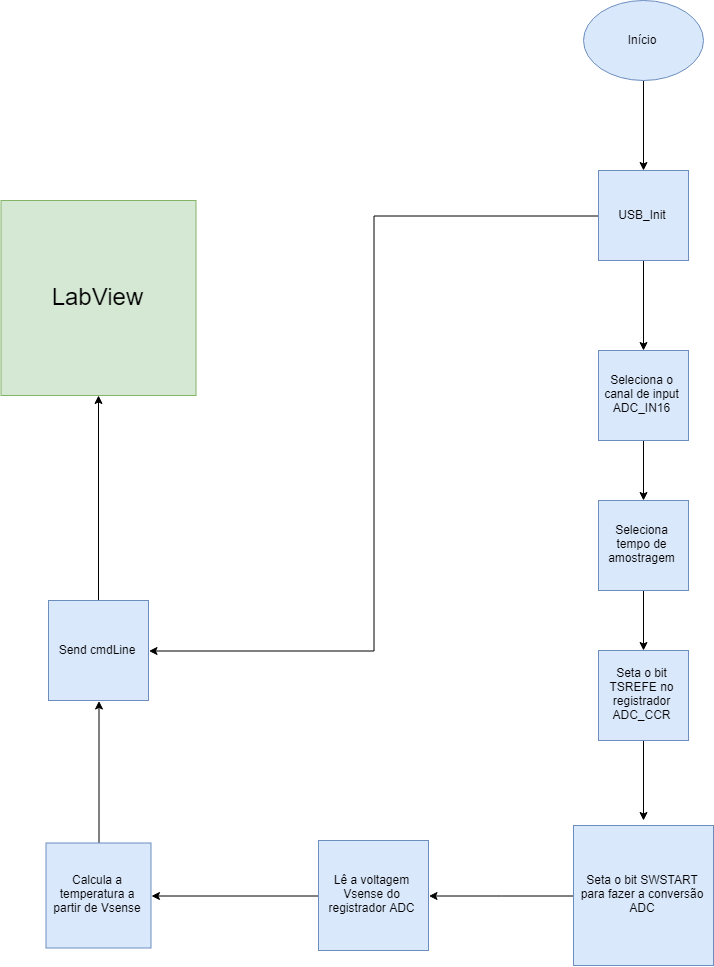 Início
USB_Init
LabView
Seleciona o
canal de input
ADC_IN16
Seleciona
tempo de
amostragem
Send cmdLine
Seta o bit
TSREFE no
registrador
ADC_CCR
Calcula a
temperatura a
partir de Vsense
Lê a voltagem
Vsense do
registrador ADC
Seta o bit SWSTART
para fazer a conversão
ADC